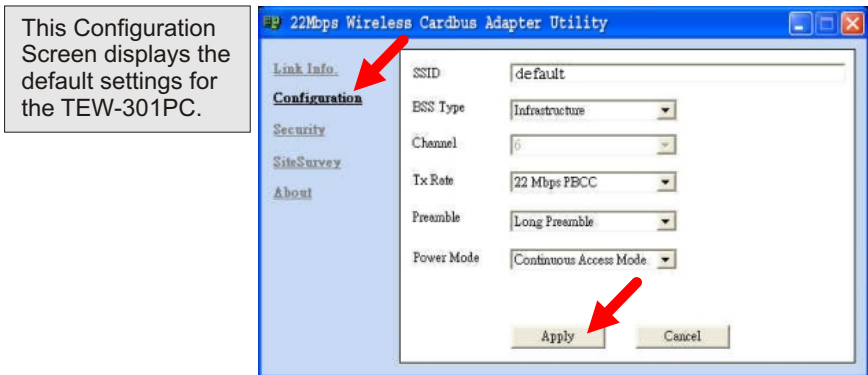 This Configuration
Screen displays the
default settings for
the TEW-301PC.
22Mbps Wireless Cardbus Adapter Utility
Link Info.
Configuration
Security
SiteSurvey
About
SSID default
BSS Type Infrastructure
Channel 6
Tx Rate 22 Mbps PBCC
Preamble Long Preamble
Power Mode Continuous Access Mode
Apply Cancel